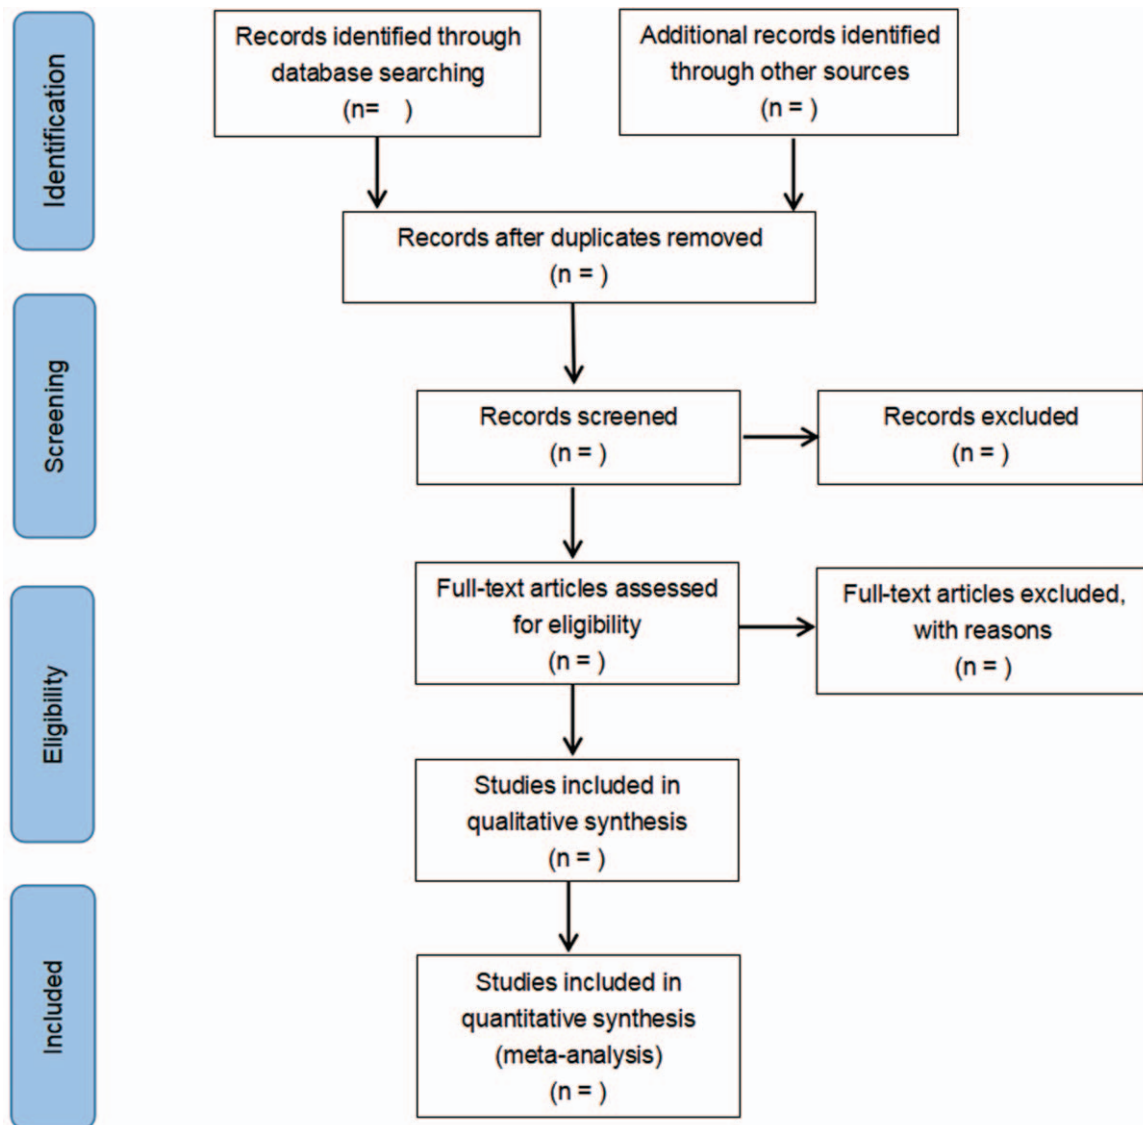 Identification
Records identified through
database searching
(n=    )
Additional records identified
through other sources
(n = )
Records after duplicates removed
(n = )
Screening
Records screened
(n = )
Records excluded
(n = )
Eligibility
Full-text articles assessed
for eligibility
(n = )
Full-text articles excluded,
with reasons
(n = )
Studies included in
qualitative synthesis
(n = )
Included
Studies included in
quantitative synthesis
(meta-analysis)
(n = )